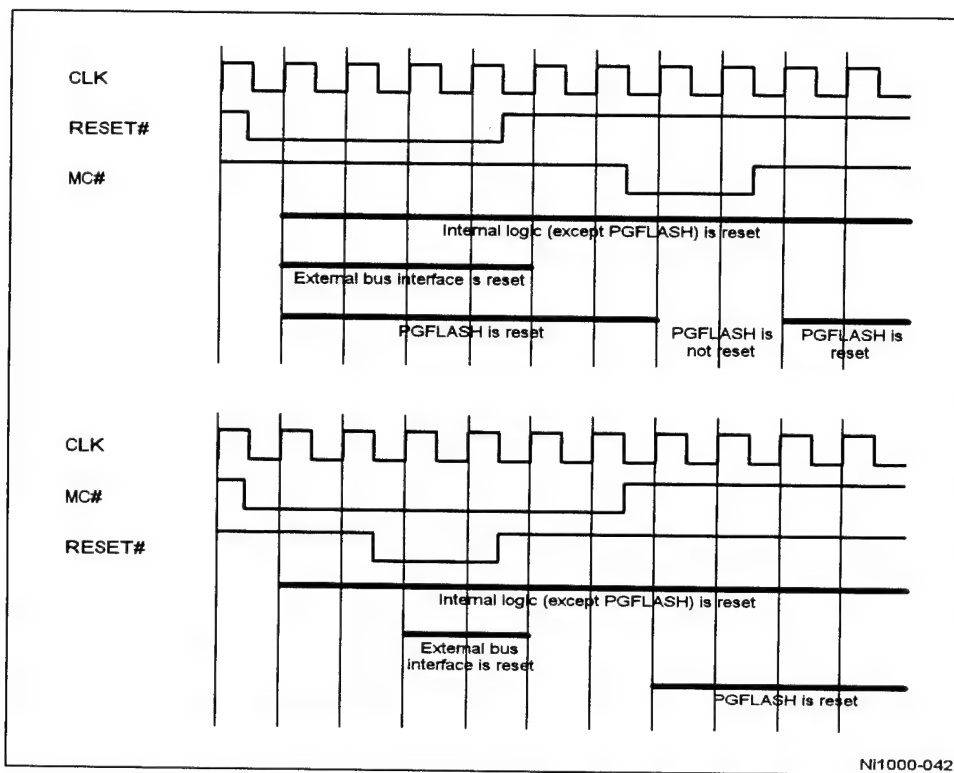 CLK
RESET#
MC#
Internal logic (except PGFLASH) is reset
External bus interface is reset
PGFLASH is reset
PGFLASH is
not reset
PGFLASH is
reset
CLK
MC#
RESET#
Internal logic (except PGFLASH) is reset
External bus
interface is reset
PGFLASH is reset
NI1000-042